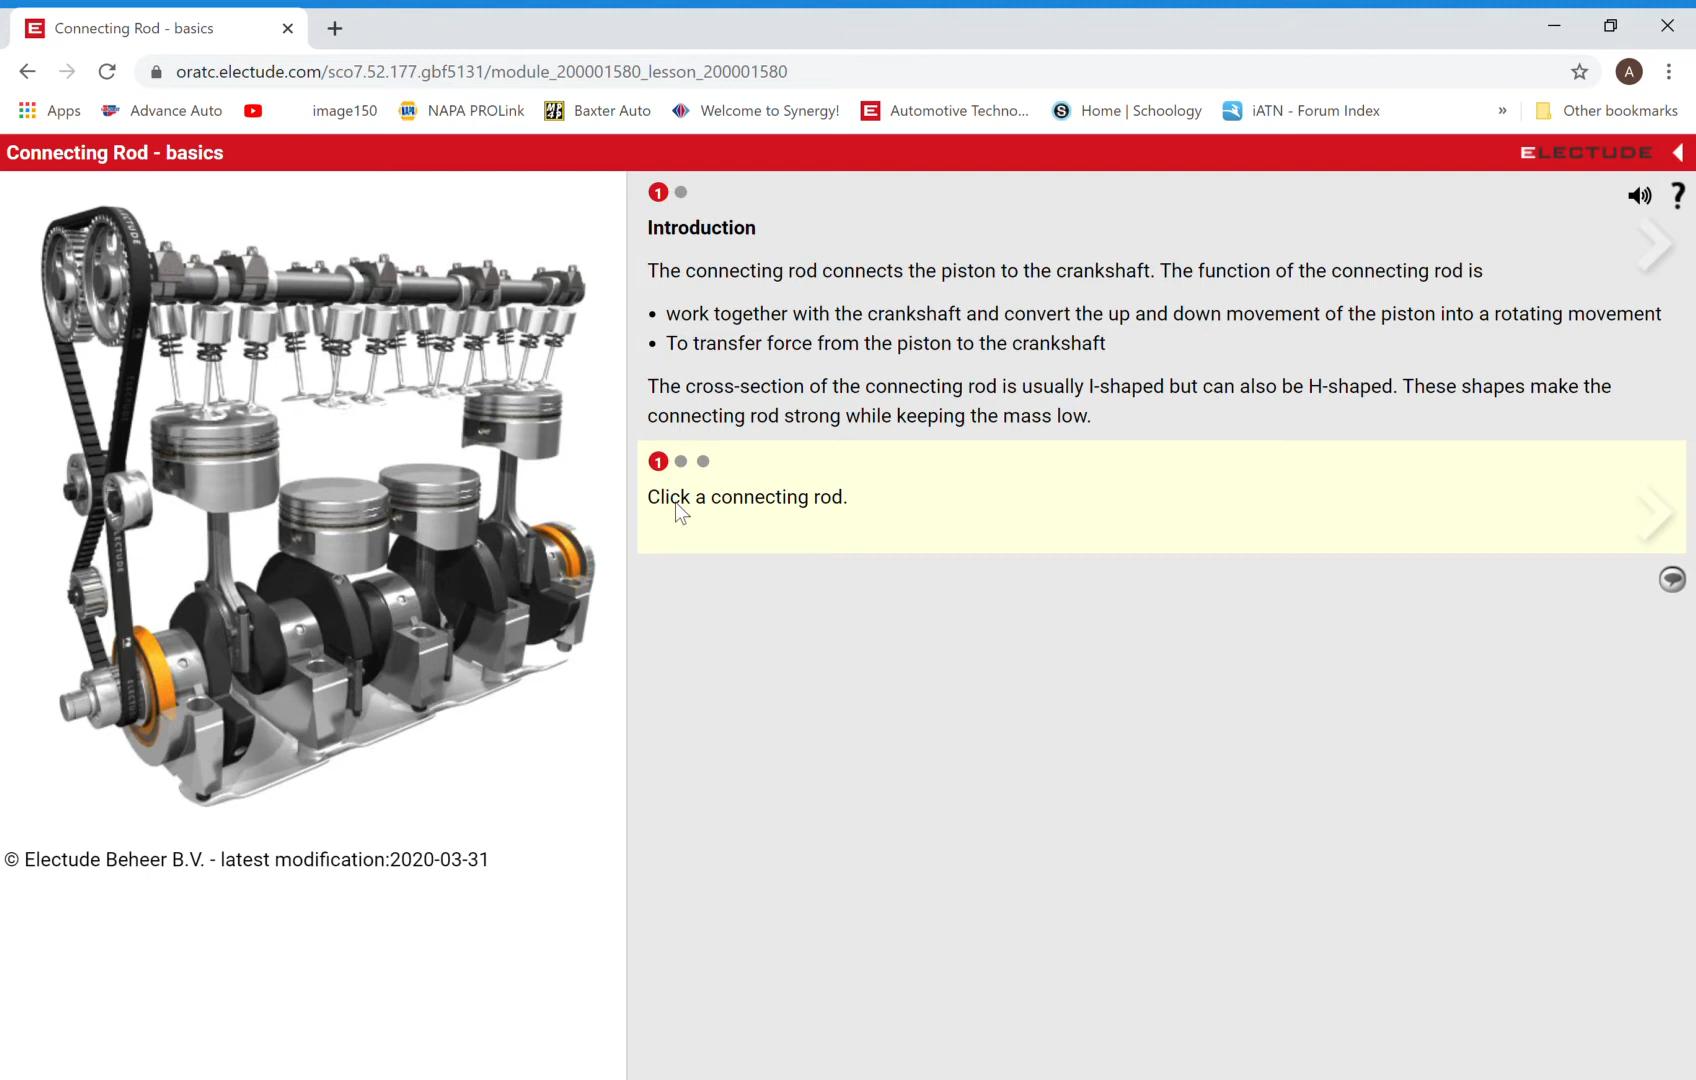 Connecting Rod - basics
oratc.electude.com/sco7.52.177.gbf5131/module_200001580_lesson_200001580
A
Apps
Advance Auto
image150
NAPA PROLink
Baxter Auto
Welcome to Synergy!
Automotive Techno...
Home | Schoology
iATN - Forum Index
»
Other bookmarks
Connecting Rod - basics
ELECTUDE
1
Introduction
The connecting rod connects the piston to the crankshaft. The function of the connecting rod is
• work together with the crankshaft and convert the up and down movement of the piston into a rotating movement
• To transfer force from the piston to the crankshaft
The cross-section of the connecting rod is usually I-shaped but can also be H-shaped. These shapes make the
connecting rod strong while keeping the mass low.
1
Click a connecting rod.
© Electude Beheer B.V. - latest modification:2020-03-31